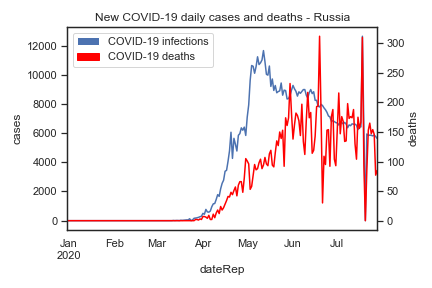 New COVID-19 daily cases and deaths - Russia
COVID-19 infections
COVID-19 deaths
12000
10000
8000
6000
4000
2000
0
cases
300
250
200
150
100
50
0
deaths
Jan Feb Mar Apr May Jun Jul
2020
dateRep